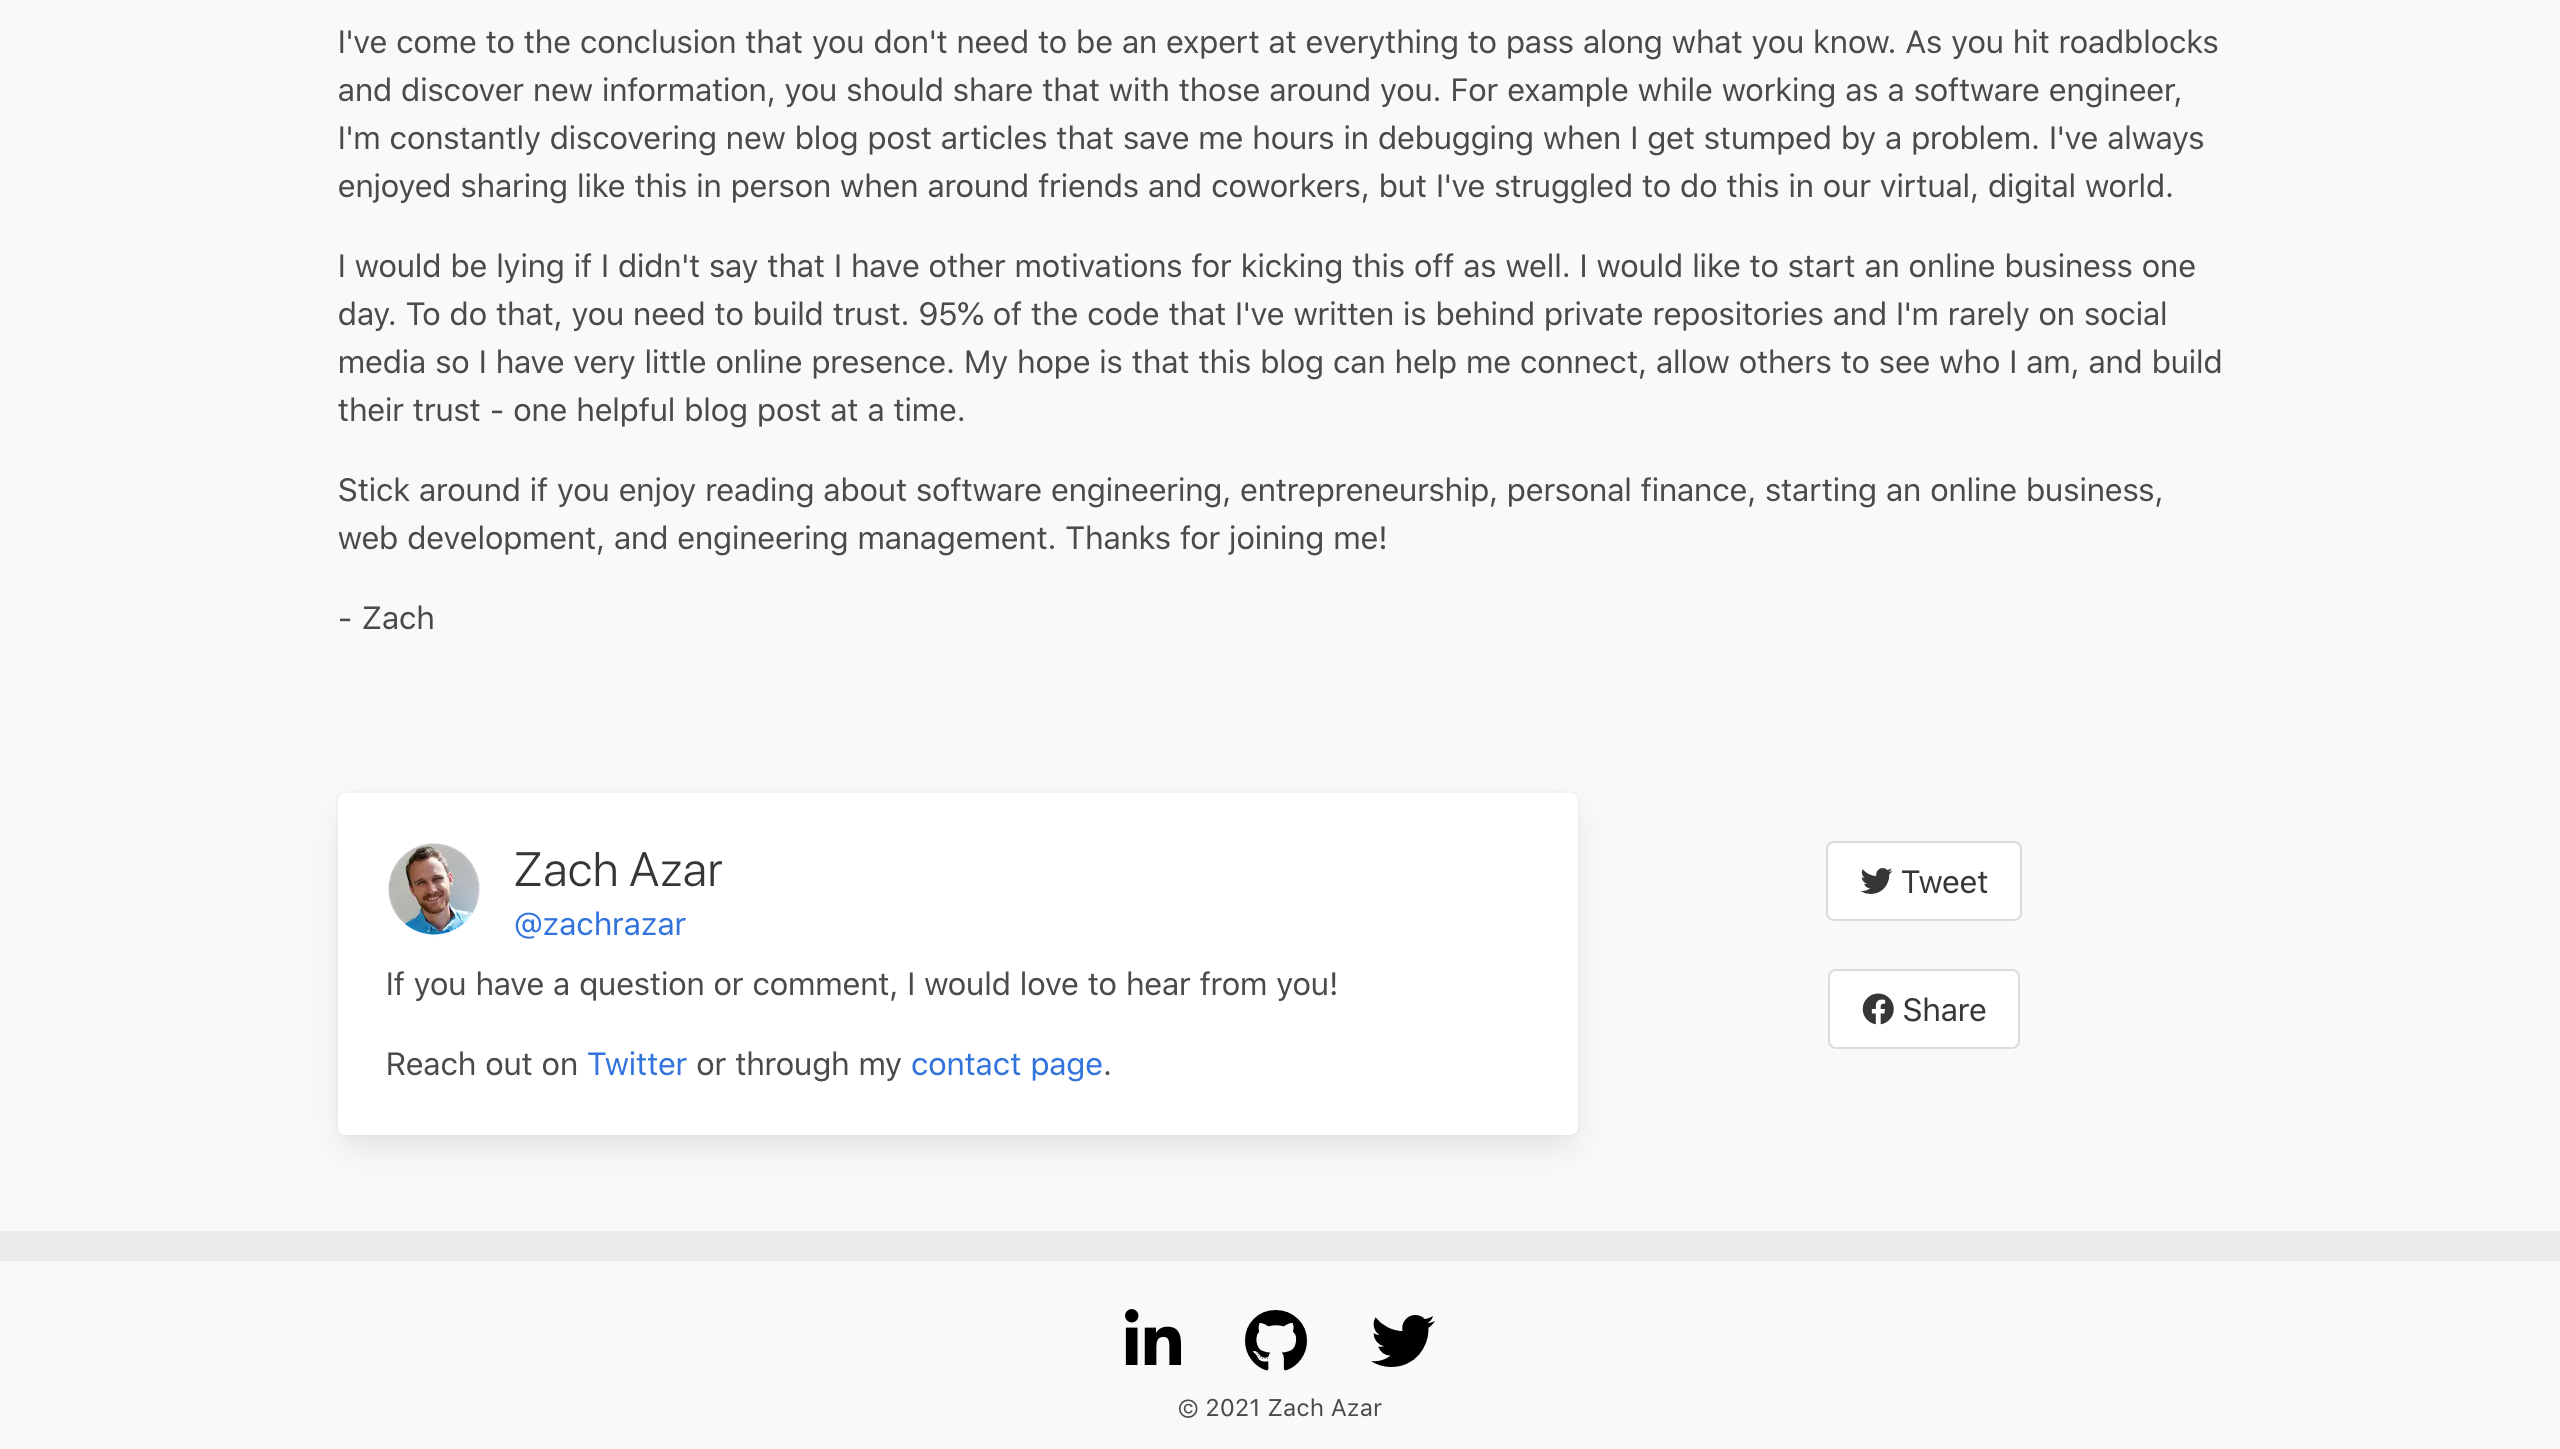 I've come to the conclusion that you don't need to be an expert at everything to pass along what you know. As you hit roadblocks
and discover new information, you should share that with those around you. For example while working as a software engineer,
I'm constantly discovering new blog post articles that save me hours in debugging when I get stumped by a problem. I've always
enjoyed sharing like this in person when around friends and coworkers, but I've struggled to do this in our virtual, digital world.
I would be lying if I didn't say that I have other motivations for kicking this off as well. I would like to start an online business one
day. To do that, you need to build trust. 95% of the code that I've written is behind private repositories and I'm rarely on social
media so I have very little online presence. My hope is that this blog can help me connect, allow others to see who I am, and build
their trust - one helpful blog post at a time.
Stick around if you enjoy reading about software engineering, entrepreneurship, personal finance, starting an online business,
web development, and engineering management. Thanks for joining me!
- Zach
Zach Azar
@zachrazar
If you have a question or comment, I would love to hear from you!
Reach out on Twitter or through my contact page.
Tweet
Share
in
© 2021 Zach Azar